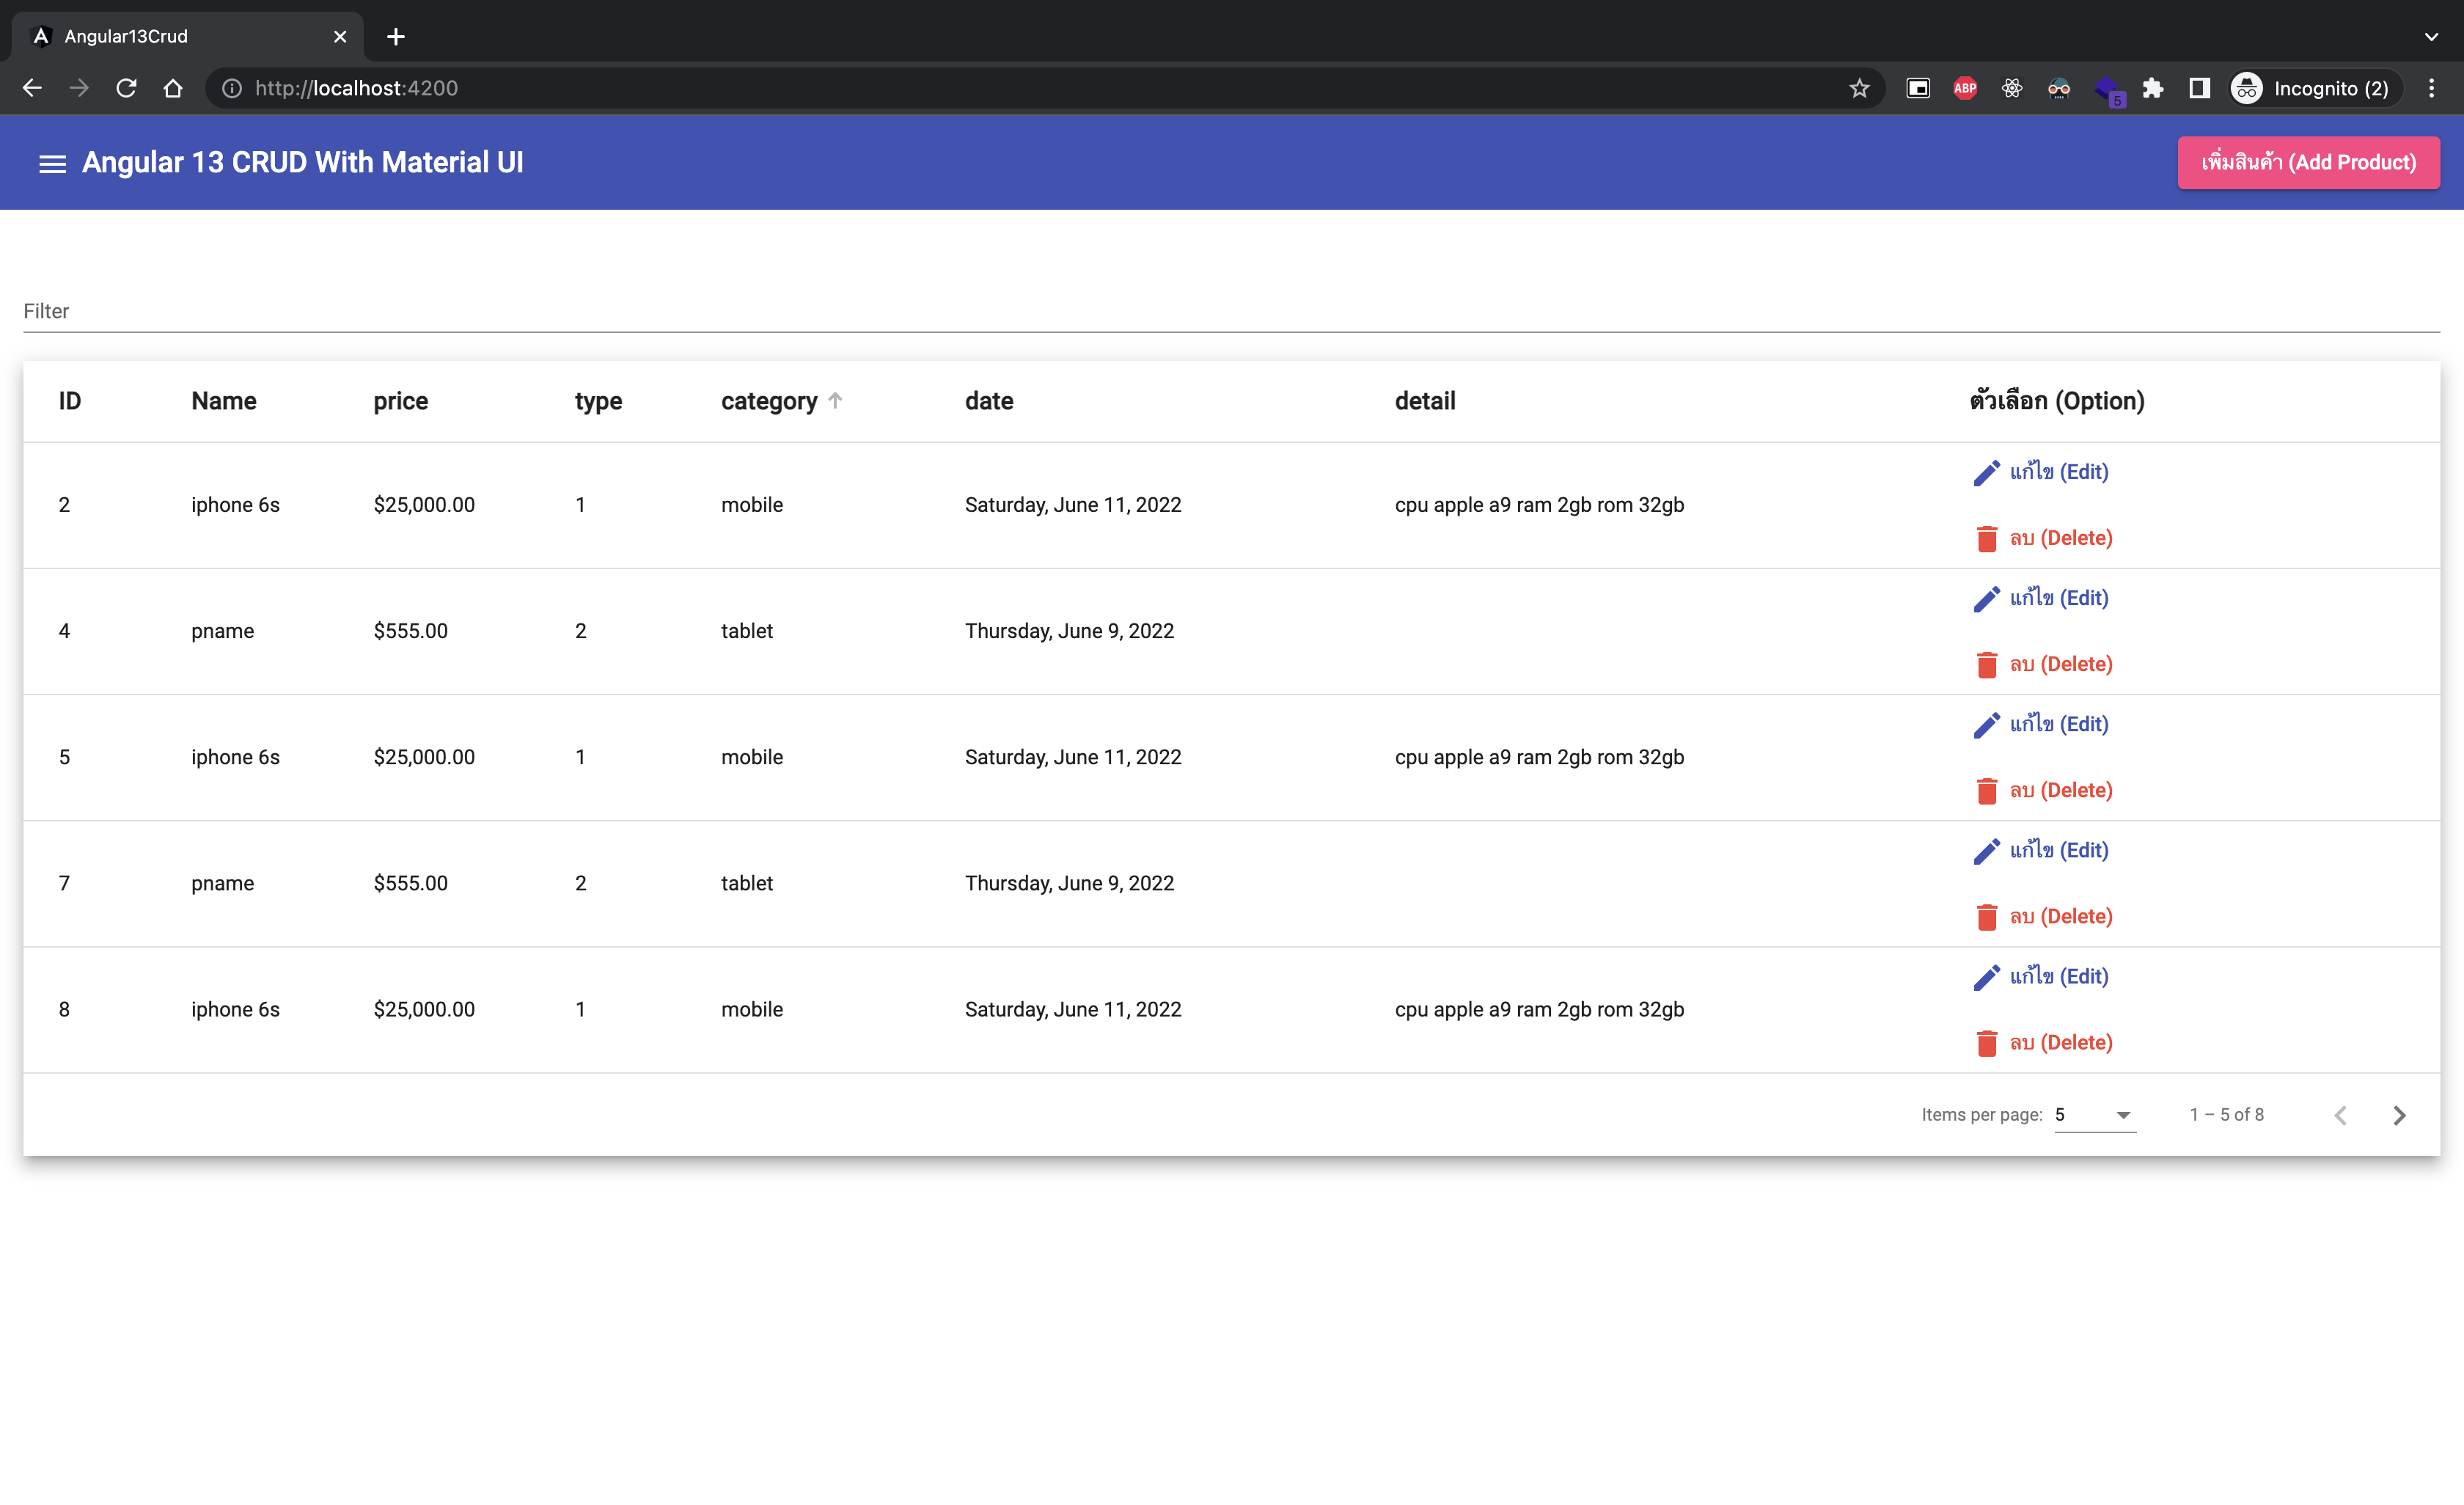 Angular13Crud
http://localhost:4200
ABP
5
Incognito (2)
Angular 13 CRUD With Material UI
เพิ่มสินค้า (Add Product)
Filter
ID Name price type category date detail ตัวเลือก (Option)
2 iphone 6s $25,000.00 1 mobile Saturday, June 11, 2022 cpu apple a9 ram 2gb rom 32gb
แก้ไข (Edit)
ลบ (Delete)
4 pname $555.00 2 tablet Thursday, June 9, 2022
แก้ไข (Edit)
ลบ (Delete)
5 iphone 6s $25,000.00 1 mobile Saturday, June 11, 2022 cpu apple a9 ram 2gb rom 32gb
แก้ไข (Edit)
ลบ (Delete)
7 pname $555.00 2 tablet Thursday, June 9, 2022
แก้ไข (Edit)
ลบ (Delete)
8 iphone 6s $25,000.00 1 mobile Saturday, June 11, 2022 cpu apple a9 ram 2gb rom 32gb
แก้ไข (Edit)
ลบ (Delete)
Items per page: 5 1 – 5 of 8